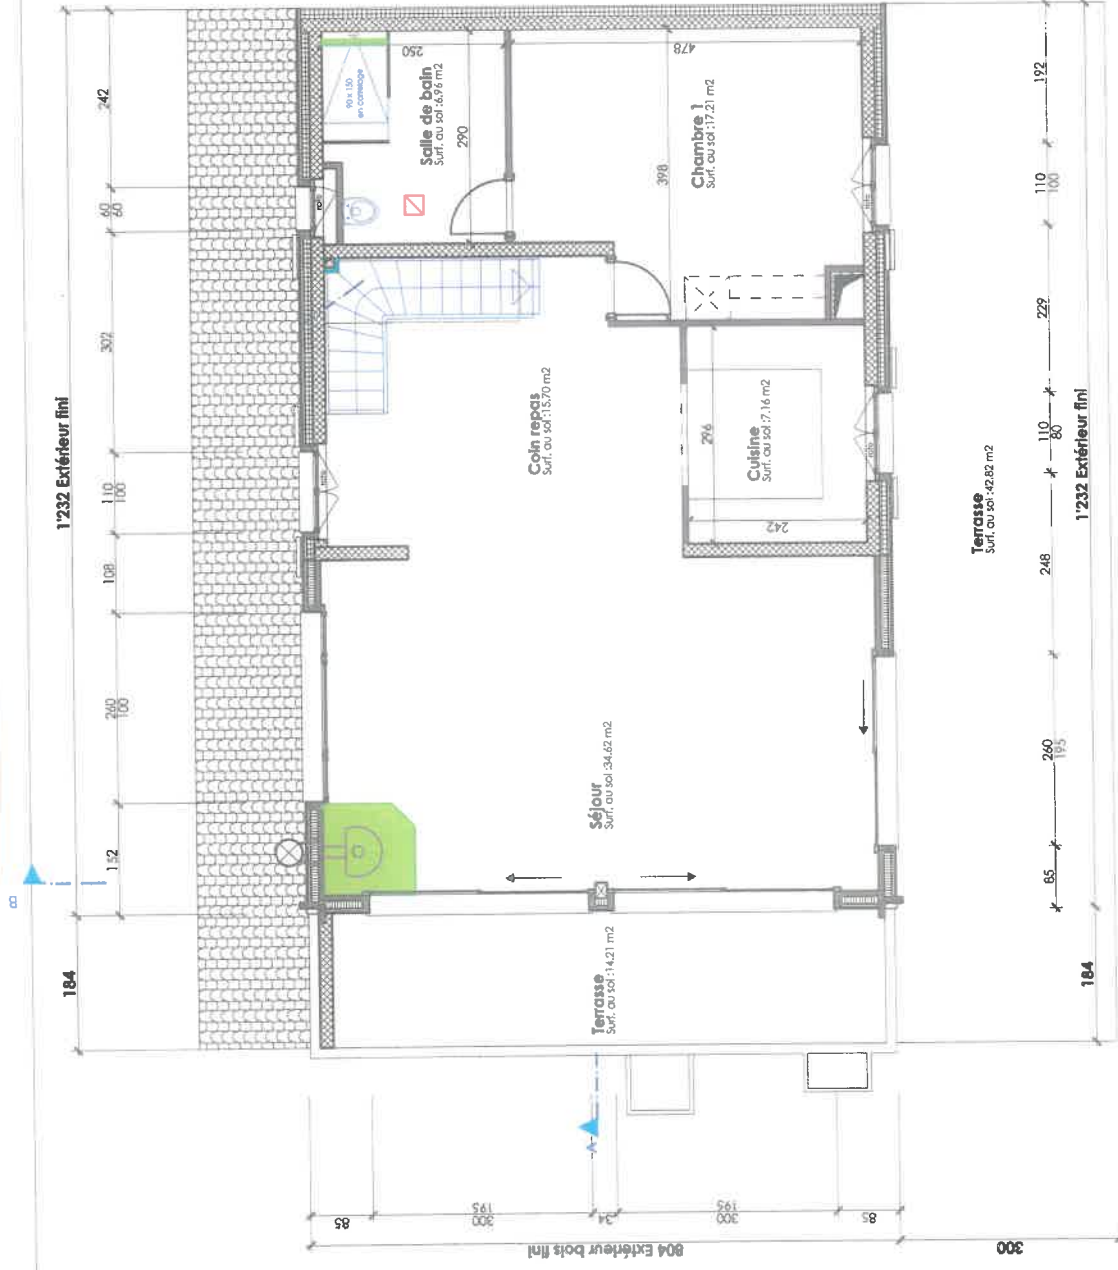 1'232 Extérieur fini
242
60
60
302
110
100
108
260
100
152
184
B
250
90 x 150
en carrelage
Salle de bain
Surf. au sol :6.96 m2
290
478
398
Chambre 1
Surf. au sol :17.21 m2
Coin repas
Surf. au sol :15.70 m2
296
Cuisine
Surf. au sol :7.16 m2
242
Séjour
Surf. au sol :34.62 m2
Terrasse
Surf. au sol :14.21 m2
Terrasse
Surf. au sol :42.82 m2
192
110
100
229
110
80
248
260
195
85
184
1'232 Extérieur fini
A
85
300
195
34
300
195
85
804 Extérieur bois fini
300